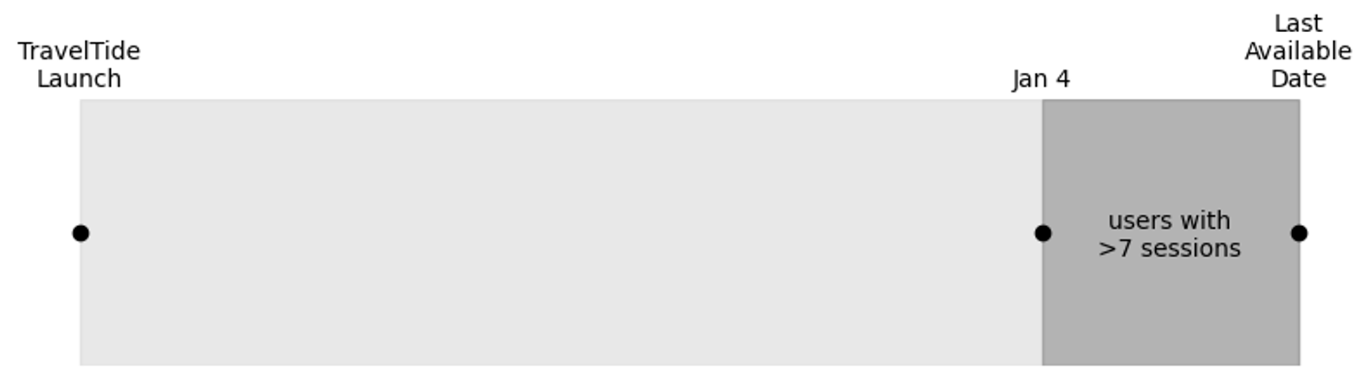 TravelTide
Launch
Jan 4
Last
Available
Date
users with
>7 sessions